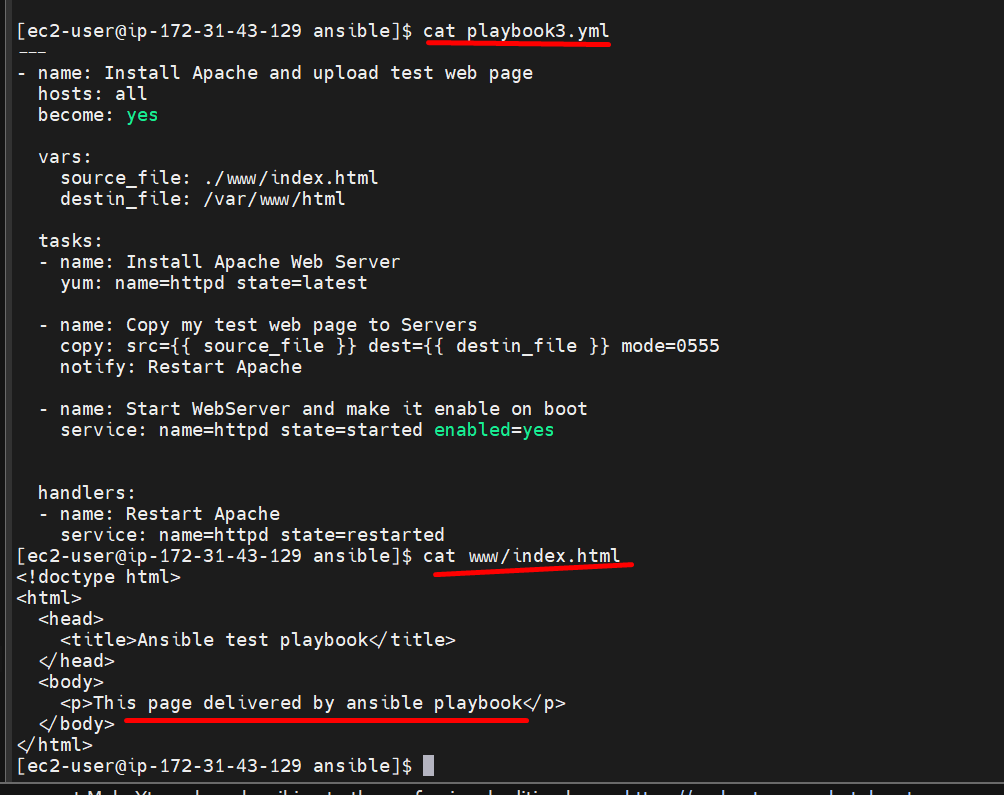 [ec2-user@ip-172-31-43-129 ansible]$ cat playbook3.yml
---
- name: Install Apache and upload test web page
  hosts: all
  become: yes

  vars:
    source_file: ./www/index.html
    destin_file: /var/www/html

  tasks:
  - name: Install Apache Web Server
    yum: name=httpd state=latest

  - name: Copy my test web page to Servers
    copy: src={{ source_file }} dest={{ destin_file }} mode=0555
    notify: Restart Apache

  - name: Start WebServer and make it enable on boot
    service: name=httpd state=started enabled=yes


  handlers:
  - name: Restart Apache
    service: name=httpd state=restarted
[ec2-user@ip-172-31-43-129 ansible]$ cat www/index.html
<!doctype html>
<html>
  <head>
    <title>Ansible test playbook</title>
  </head>
  <body>
    <p>This page delivered by ansible playbook</p>
  </body>
</html>
[ec2-user@ip-172-31-43-129 ansible]$